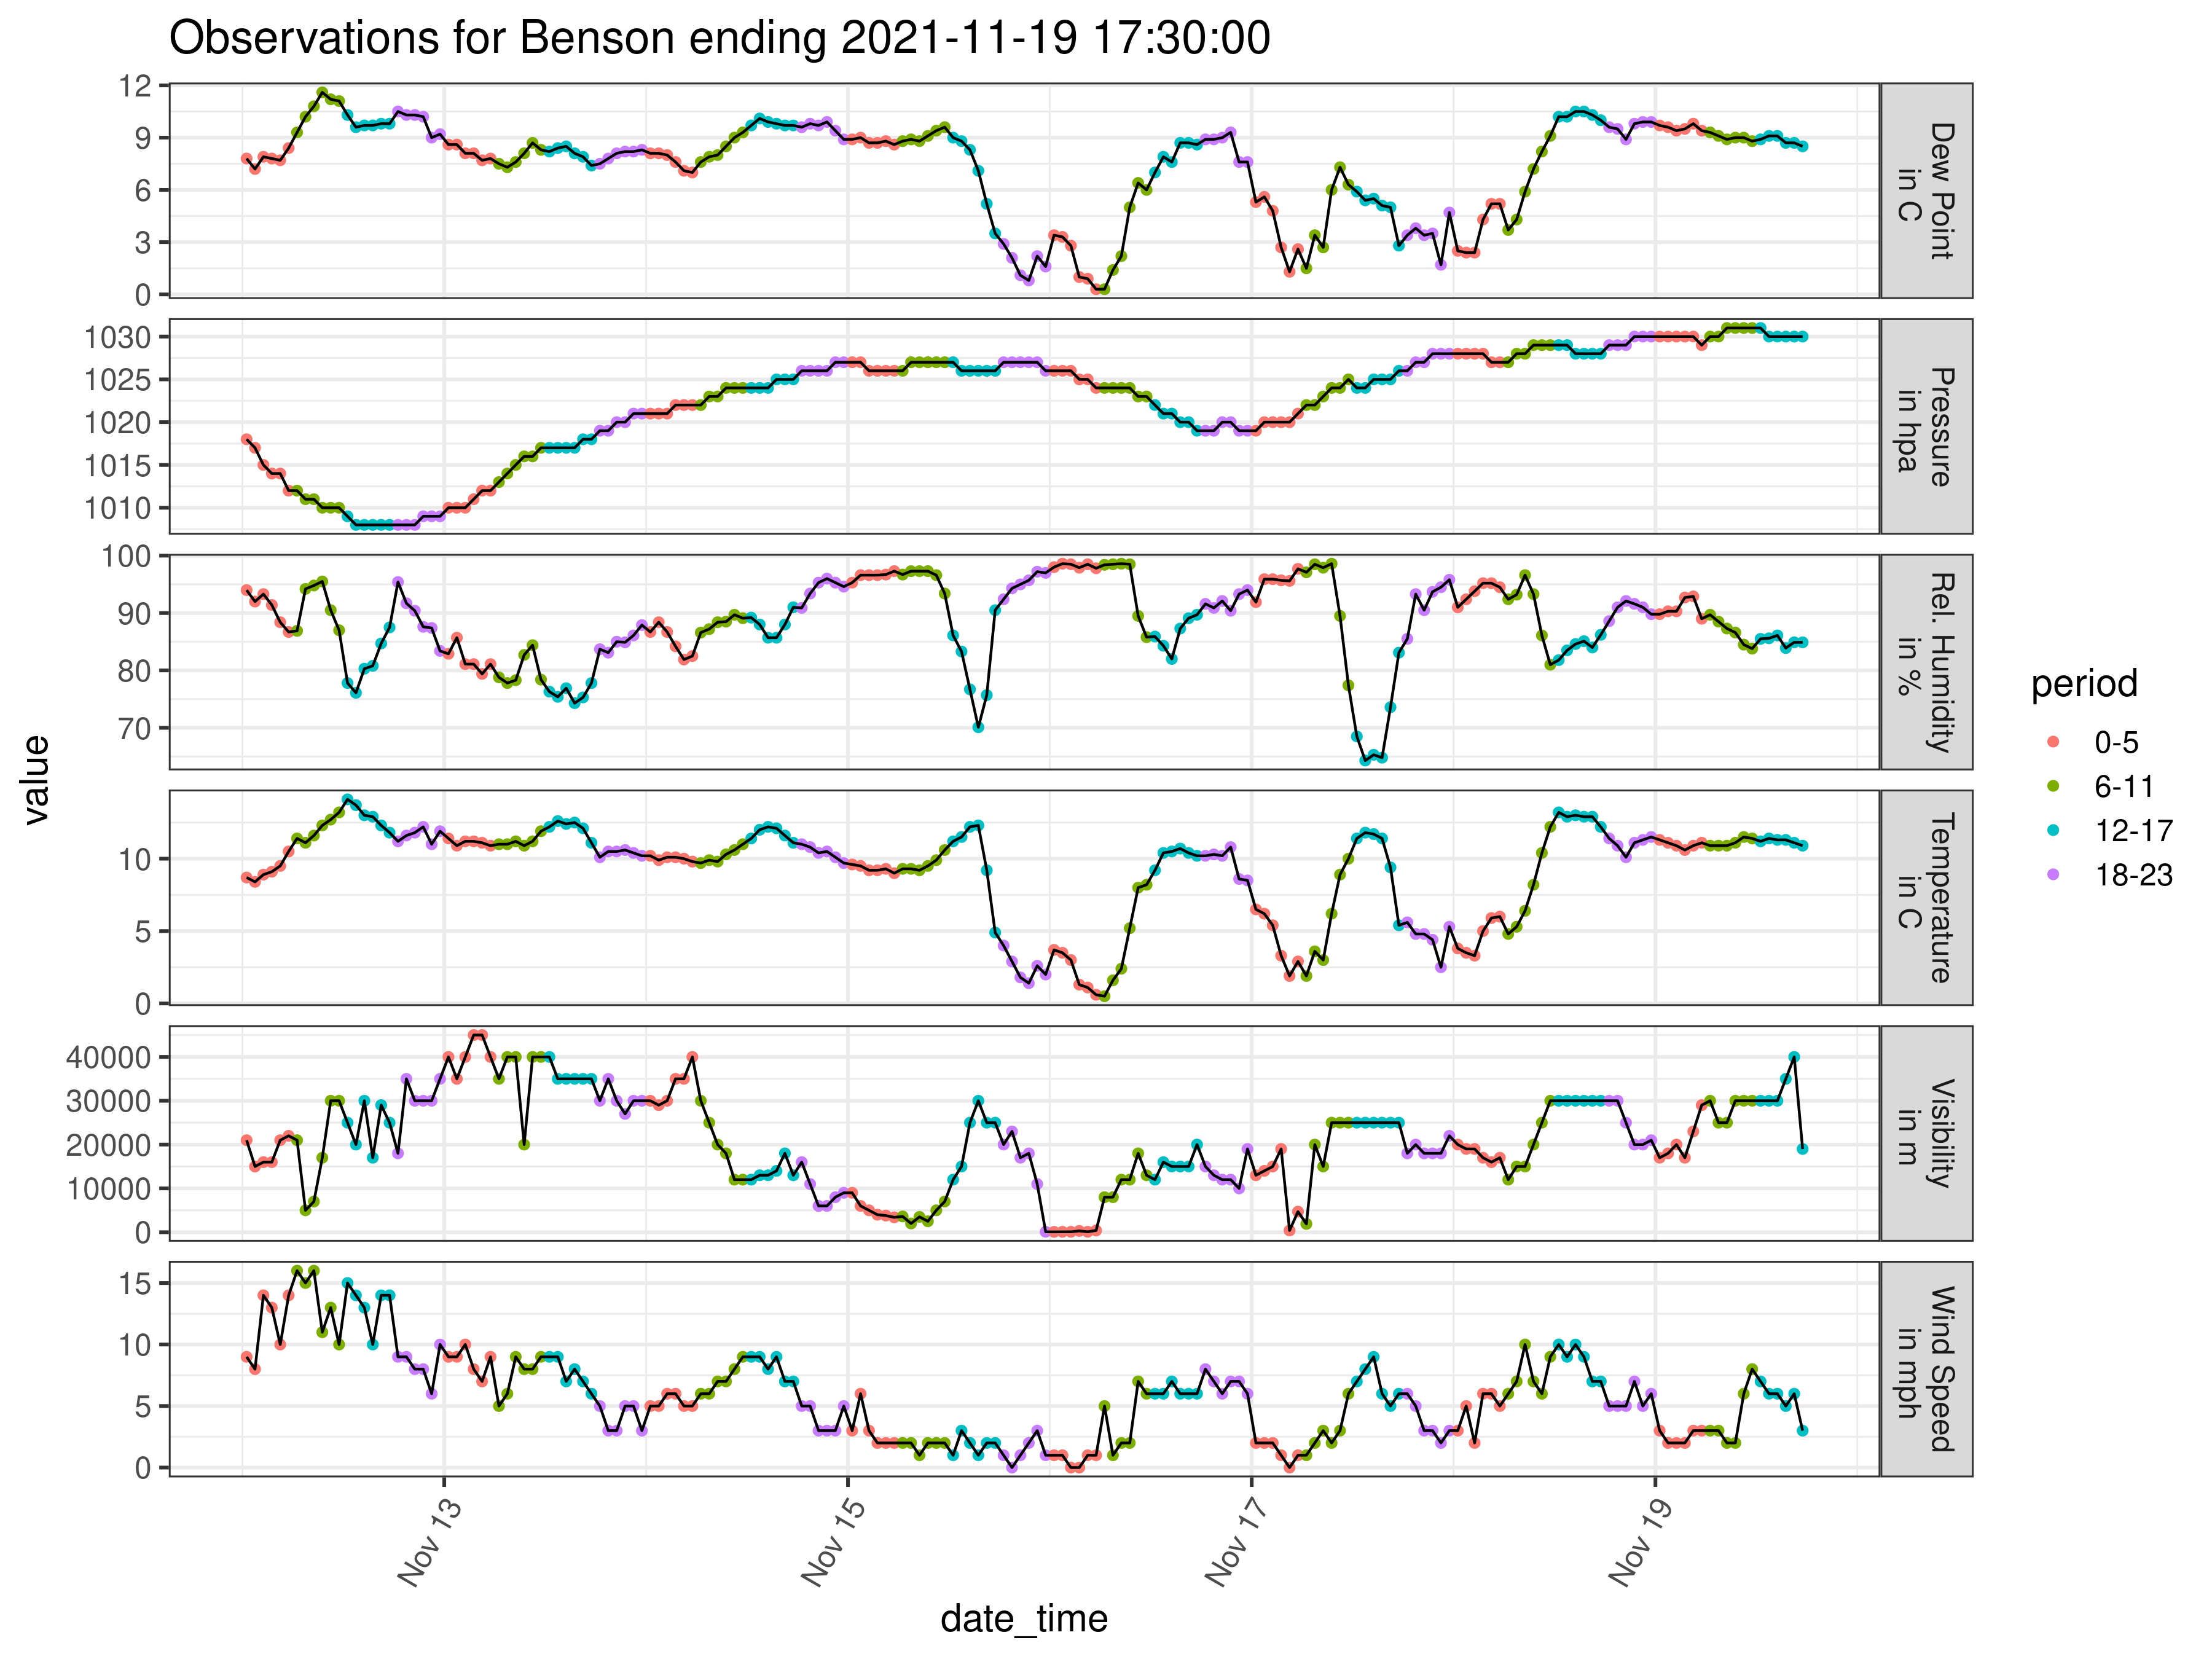 Observations for Benson ending 2021-11-19 17:30:00
value
12
9
6
3
0
Dew Point
in C
1030
1025
1020
1015
1010
Pressure
in hpa
100
90
80
70
Rel. Humidity
in %
10
5
0
Temperature
in C
40000
30000
20000
10000
0
Visibility
in m
15
10
5
0
Wind Speed
in mph
Nov 13
Nov 15
Nov 17
Nov 19
date_time
period
0-5
6-11
12-17
18-23